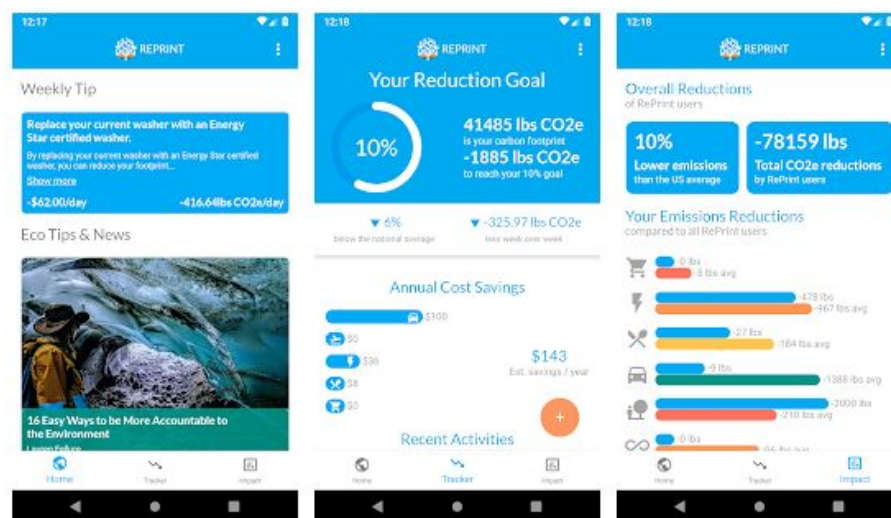 12:17
REPRINT
Weekly Tip
Replace your current washer with an Energy
Star certified washer.
By replacing your current washer with an Energy Star certified
washer, you can reduce your footprint...
Show more
-$62.00/day
-416.64lbs CO2e/day
Eco Tips & News
16 Easy Ways to be More Accountable to
the Environment
Home
Tracker
Impact
12:18
REPRINT
Your Reduction Goal
10%
41485 lbs CO2e
is your carbon footprint
-1885 lbs CO2e
to reach your 10% goal
6%
below the national average
-325.97 lbs CO2e
less week over week
Annual Cost Savings
$100
$0
$36
$8
$0
$143
Est. savings / year
+
Recent Activities
Home
Tracker
Impact
12:18
REPRINT
Overall Reductions
of RePrint users
10%
Lower emissions
than the US average
-78159 lbs
Total CO2e reductions
by RePrint users
Your Emissions Reductions
compared to all RePrint users
-0 lbs
-5 lbs avg
-478 lbs
-967 lbs avg
-27 lbs
-184 lbs avg
-9 lbs
-1388 lbs avg
-2000 lbs
-210 lbs avg
-0 lbs
Home
Tracker
Impact